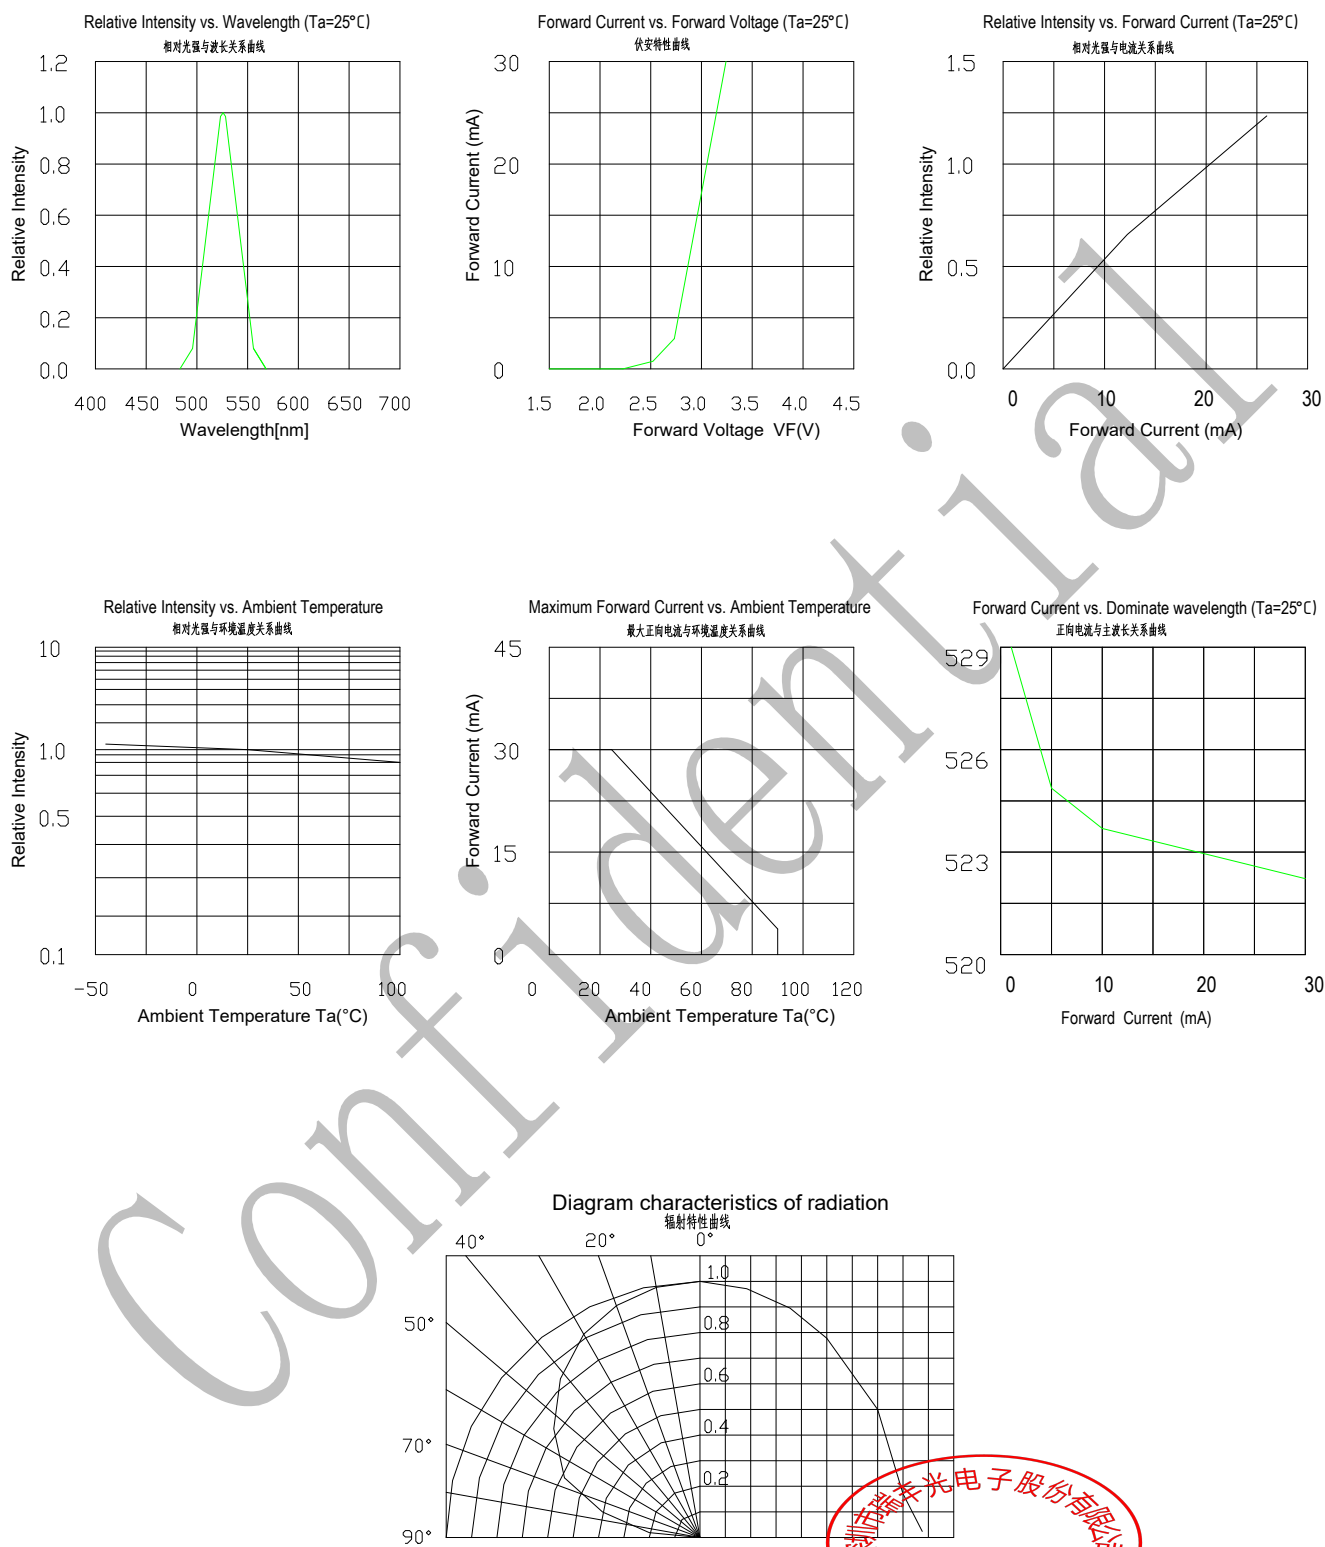 Relative Intensity vs. Wavelength (Ta=25°C)
相对光强与波长关系曲线
1.2
1.0
0.8
0.6
0.4
0.2
0.0
Relative Intensity
400 450 500 550 600 650 700
Wavelength[nm]
Forward Current vs. Forward Voltage (Ta=25°C)
伏安特性曲线
30
20
10
0
Forward Current (mA)
1.5 2.0 2.5 3.0 3.5 4.0 4.5
Forward Voltage VF(V)
Relative Intensity vs. Forward Current (Ta=25°C)
相对光强与电流关系曲线
1.5
1.0
0.5
0.0
Relative Intensity
0 10 20 30
Forward Current (mA)
Relative Intensity vs. Ambient Temperature
相对光强与环境温度关系曲线
10
1.0
0.5
0.1
Relative Intensity
-50 0 50 100
Ambient Temperature Ta(°C)
Maximum Forward Current vs. Ambient Temperature
最大正向电流与环境温度关系曲线
45
30
15
0
Forward Current (mA)
0 20 40 60 80 100 120
Ambient Temperature Ta(°C)
Forward Current vs. Dominate wavelength (Ta=25°C)
正向电流与主波长关系曲线
529
526
523
520
0 10 20 30
Forward Current (mA)
Diagram characteristics of radiation
辐射特性曲线
40° 20° 0°
50°
70°
90°
1.0
0.8
0.6
0.4
0.2
Confidential
圳市瑞丰光电子股份有限公